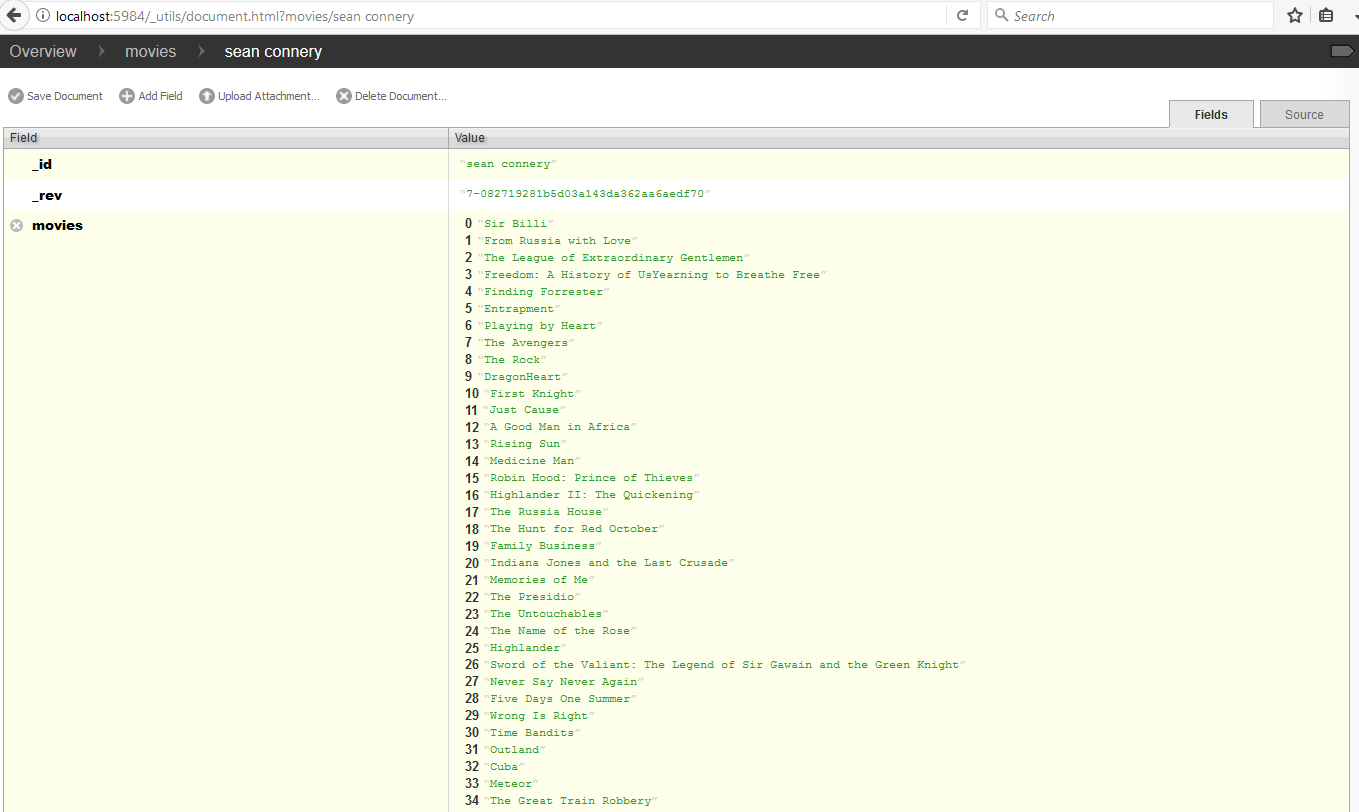 localhost:5984/_utils/document.html?movies/sean connery
Search
Overview movies sean connery
Save Document Add Field Upload Attachment... Delete Document...
Fields Source
Field Value
_id "sean connery"
_rev "7-082719281b5d03a143da362aa6aedf70"
movies
0 "Sir Billi"
1 "From Russia with Love"
2 "The League of Extraordinary Gentlemen"
3 "Freedom: A History of UsYearning to Breathe Free"
4 "Finding Forrester"
5 "Entrapment"
6 "Playing by Heart"
7 "The Avengers"
8 "The Rock"
9 "DragonHeart"
10 "First Knight"
11 "Just Cause"
12 "A Good Man in Africa"
13 "Rising Sun"
14 "Medicine Man"
15 "Robin Hood: Prince of Thieves"
16 "Highlander II: The Quickening"
17 "The Russia House"
18 "The Hunt for Red October"
19 "Family Business"
20 "Indiana Jones and the Last Crusade"
21 "Memories of Me"
22 "The Presidio"
23 "The Untouchables"
24 "The Name of the Rose"
25 "Highlander"
26 "Sword of the Valiant: The Legend of Sir Gawain and the Green Knight"
27 "Never Say Never Again"
28 "Five Days One Summer"
29 "Wrong Is Right"
30 "Time Bandits"
31 "Outland"
32 "Cuba"
33 "Meteor"
34 "The Great Train Robbery"